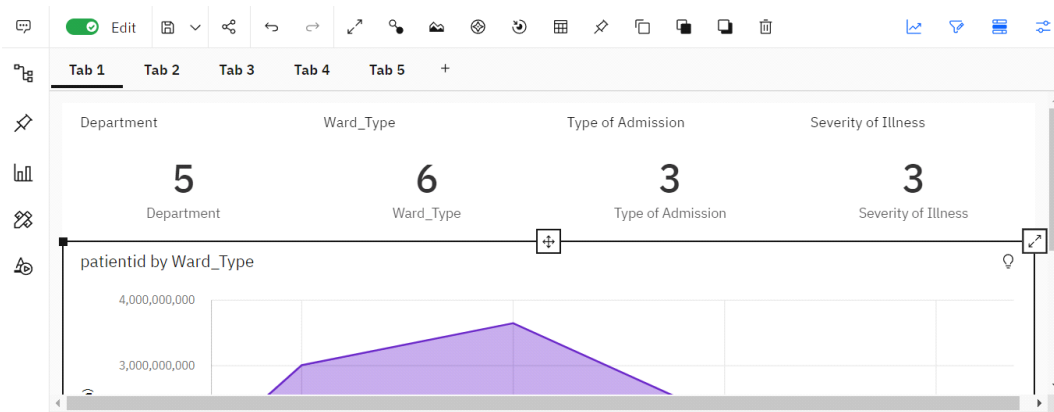 Edit
Tab 1 Tab 2 Tab 3 Tab 4 Tab 5 +
Department Ward_Type Type of Admission Severity of Illness
5 6 3 3
Department Ward_Type Type of Admission Severity of Illness
patientid by Ward_Type
4,000,000,000
3,000,000,000